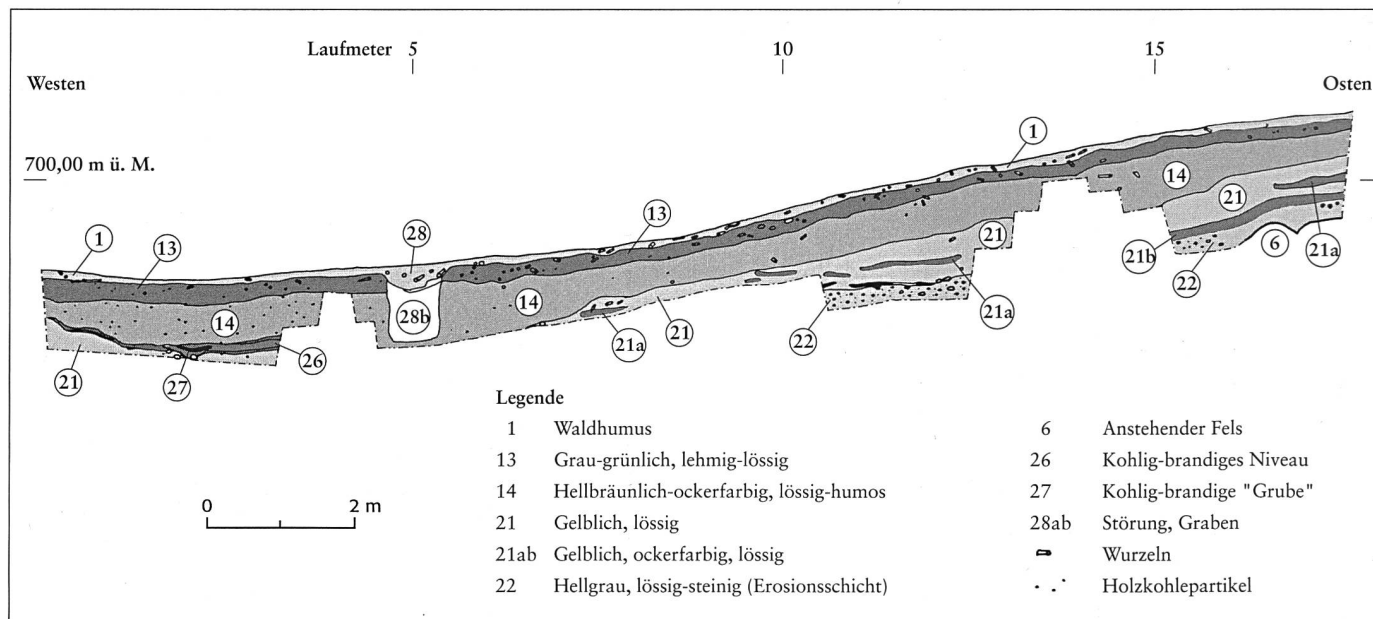 Laufmeter 5 10 15
Westen Osten
700,00 m ü. M.
1
14
13
28
13
1
21
21a
21b
6
22
21a
28b
14
14
21
21a
21
22
21a
26
27
21
Legende
1 Waldhumus
13 Grau-grünlich, lehmig-lössig
14 Hellbräunlich-ockerfarbig, lössig-humos
21 Gelblich, lössig
21ab Gelblich, ockerfarbig, lössig
22 Hellgrau, lössig-steinig (Erosionsschicht)
6 Anstehender Fels
26 Kohlig-brandiges Niveau
27 Kohlig-brandige "Grube"
28ab Störung, Graben
Wurzeln
Holzkohlepartikel
0 2 m